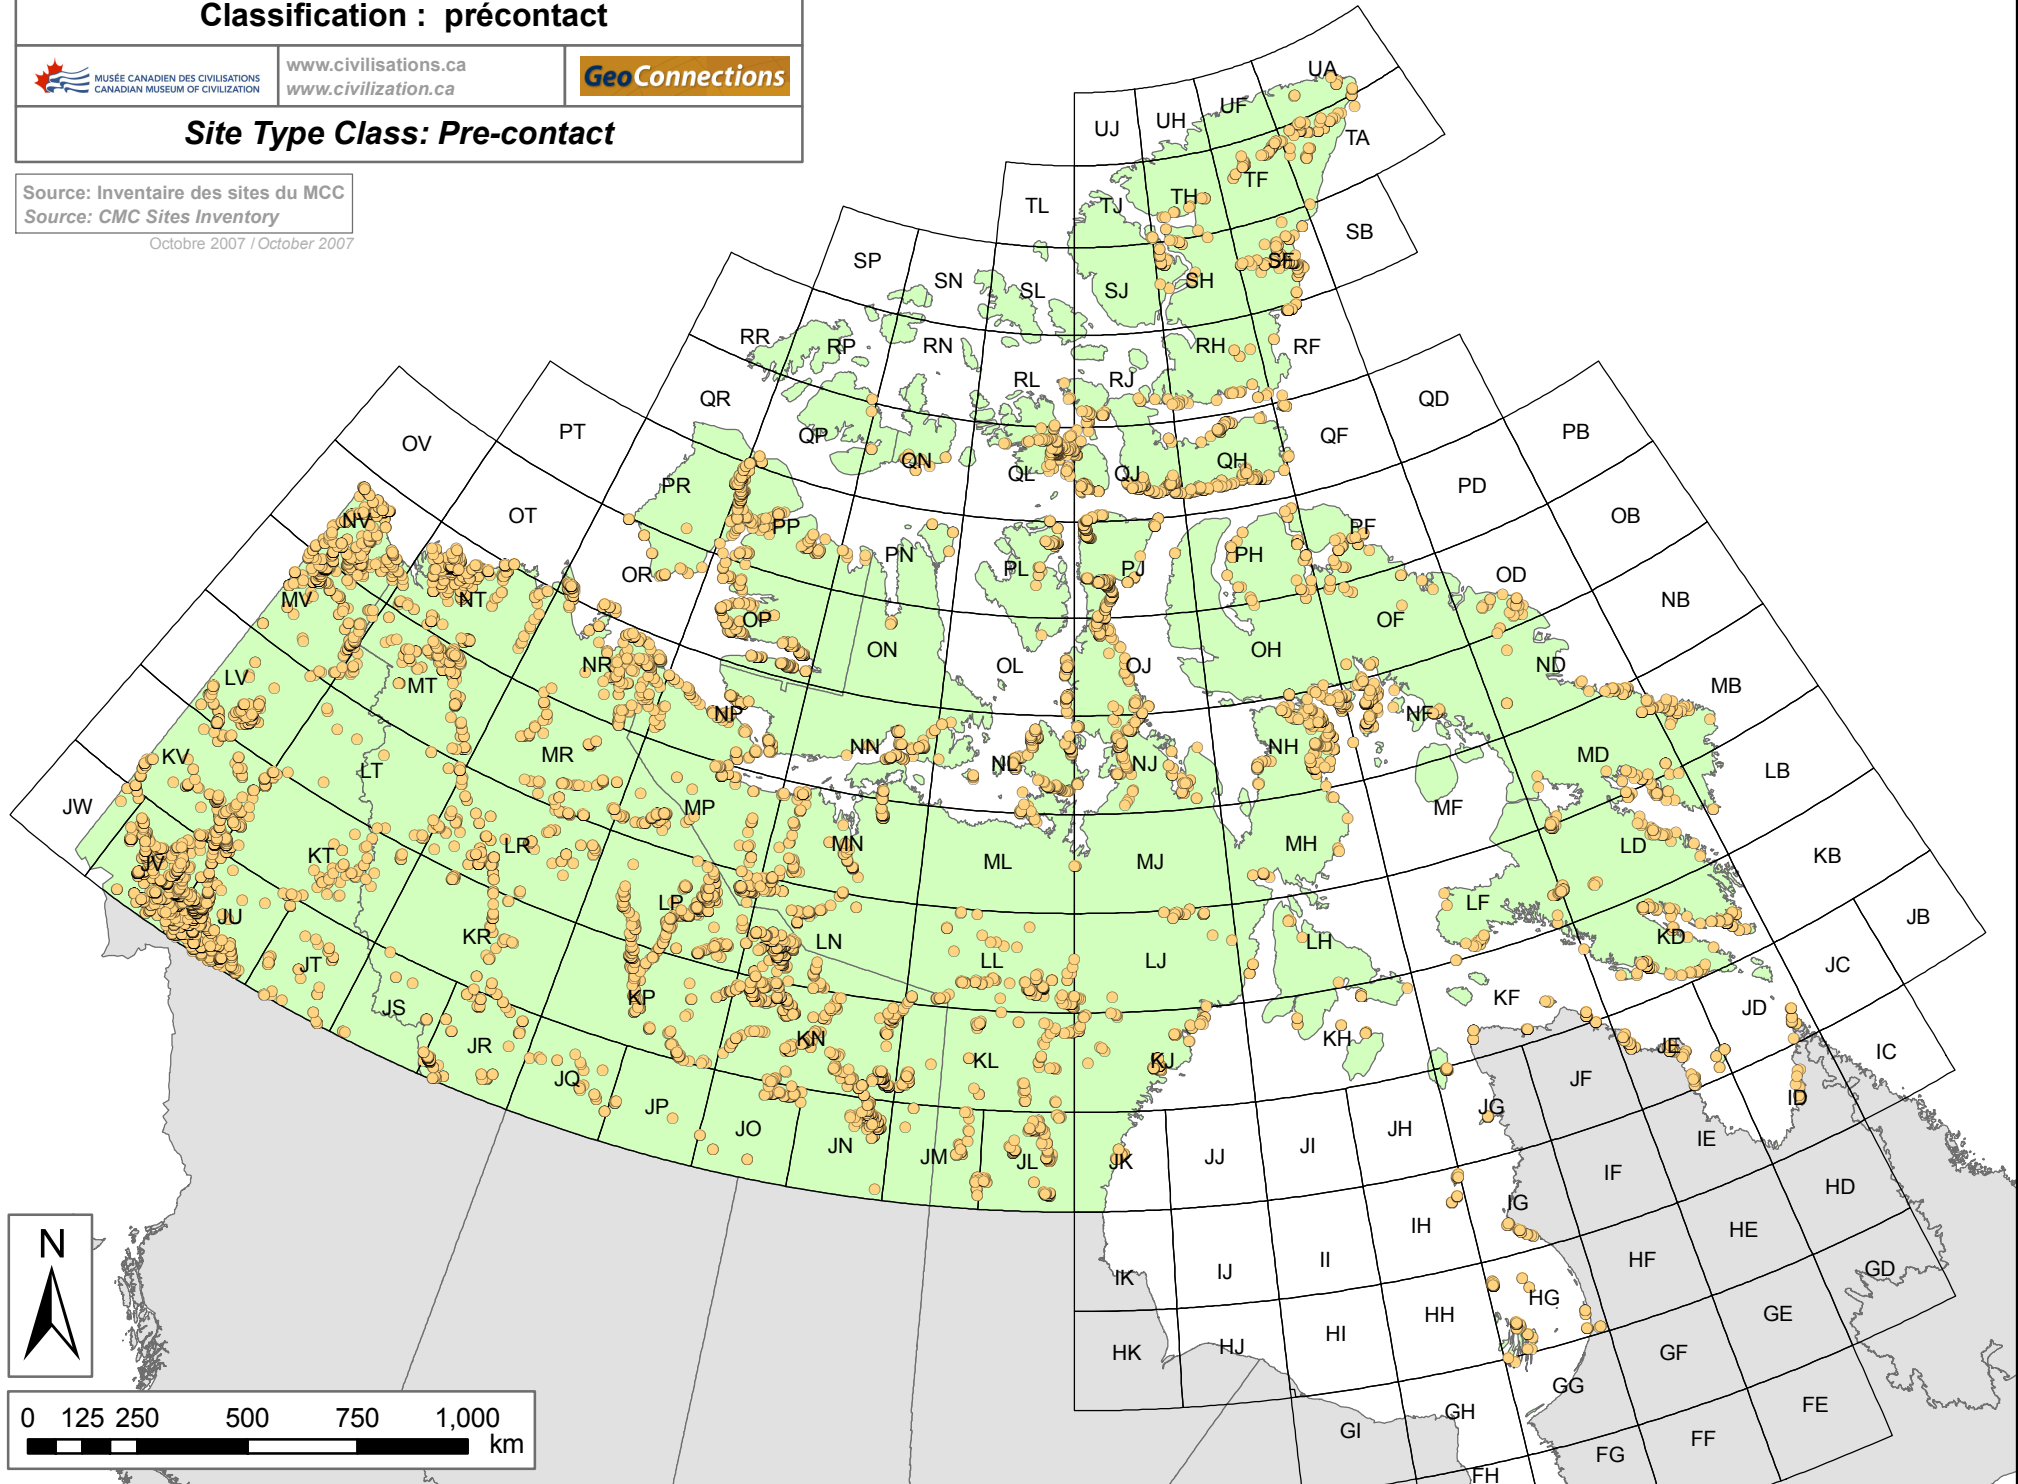 Classification : précontact
MUSÉE CANADIEN DES CIVILISATIONS
CANADIAN MUSEUM OF CIVILIZATION
www.civilisations.ca
www.civilization.ca
GeoConnections
Site Type Class: Pre-contact
Source: Inventaire des sites du MCC
Source: CMC Sites Inventory
Octobre 2007 / October 2007
UA
UJ UH UF TA
TL TJ TH TF
SP SN SL SJ SH SF SB
RR RP RN RL RJ RH RF
QR QP QN QL QJ QH QF QD
OV PT PR PP PN PL PJ PH PF PD PB
OT OR OP ON OL OJ OH OF OD OB
NV NT NR NP NN NL NJ NH NF ND NB
MV MT MR MP MN ML MJ MH MF MD MB
LV LT LR LP LN LL LJ LH LF LD LB
KV KT KR KP KN KL KJ KH KF KD KB
JW JV JU JT JS JR JQ JP JO JN JM JL JK JJ JI JH JG JF JE JD JC JB
IK IJ II IH IG IF IE ID IC
HK HJ HI HH HG HF HE HD
GI GH GG GF GE GD
FH FG FF FE
N
0 125 250 500 750 1,000
km